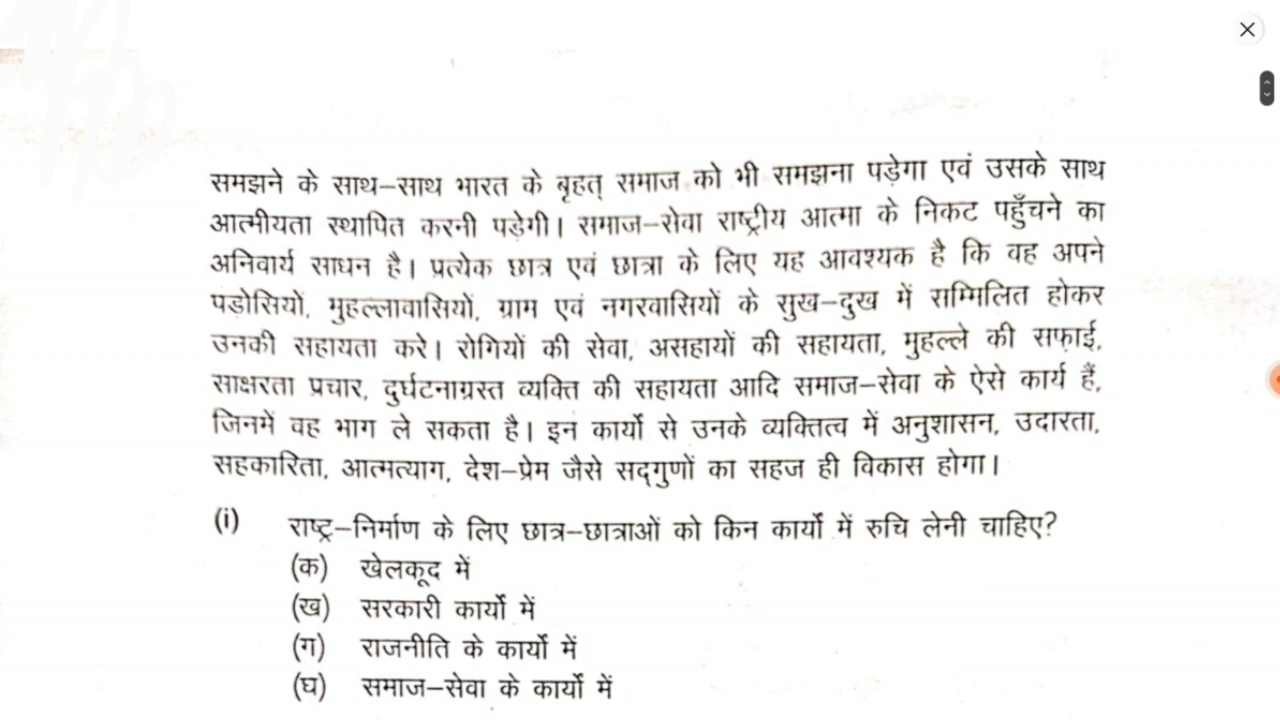 समझने के साथ–साथ भारत के बृहत् समाज को भी समझना पड़ेगा एवं उसके साथ
आत्मीयता स्थापित करनी पड़ेगी। समाज–सेवा राष्ट्रीय आत्मा के निकट पहुँचने का
अनिवार्य साधन है। प्रत्येक छात्र एवं छात्रा के लिए यह आवश्यक है कि वह अपने
पड़ोसियों, मुहल्लावासियों, ग्राम एवं नगरवासियों के सुख–दुख में सम्मिलित होकर
उनकी सहायता करे। रोगियों की सेवा, असहायों की सहायता, मुहल्ले की सफ़ाई,
साक्षरता प्रचार, दुर्घटनाग्रस्त व्यक्ति की सहायता आदि समाज–सेवा के ऐसे कार्य हैं,
जिनमें वह भाग ले सकता है। इन कार्यो से उनके व्यक्तित्व में अनुशासन, उदारता,
सहकारिता, आत्मत्याग, देश–प्रेम जैसे सद्गुणों का सहज ही विकास होगा।
(i) राष्ट्र–निर्माण के लिए छात्र–छात्राओं को किन कार्यों में रुचि लेनी चाहिए?
(क) खेलकूद में
(ख) सरकारी कार्यों में
(ग) राजनीति के कार्यों में
(घ) समाज–सेवा के कार्यों में